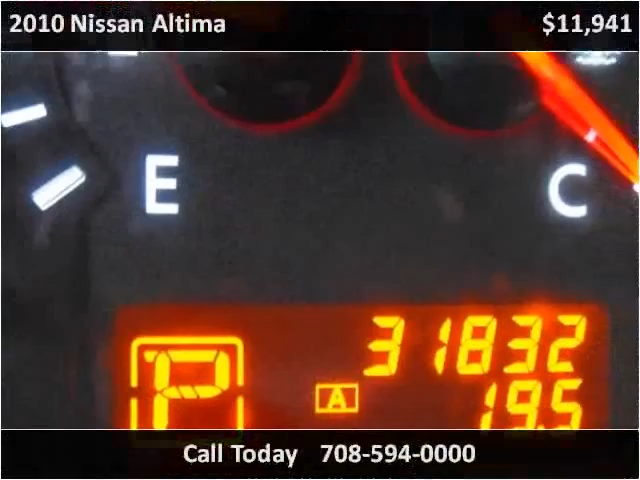 2010 Nissan Altima $11,941
E C
31832
P A 19.5
Call Today 708-594-0000